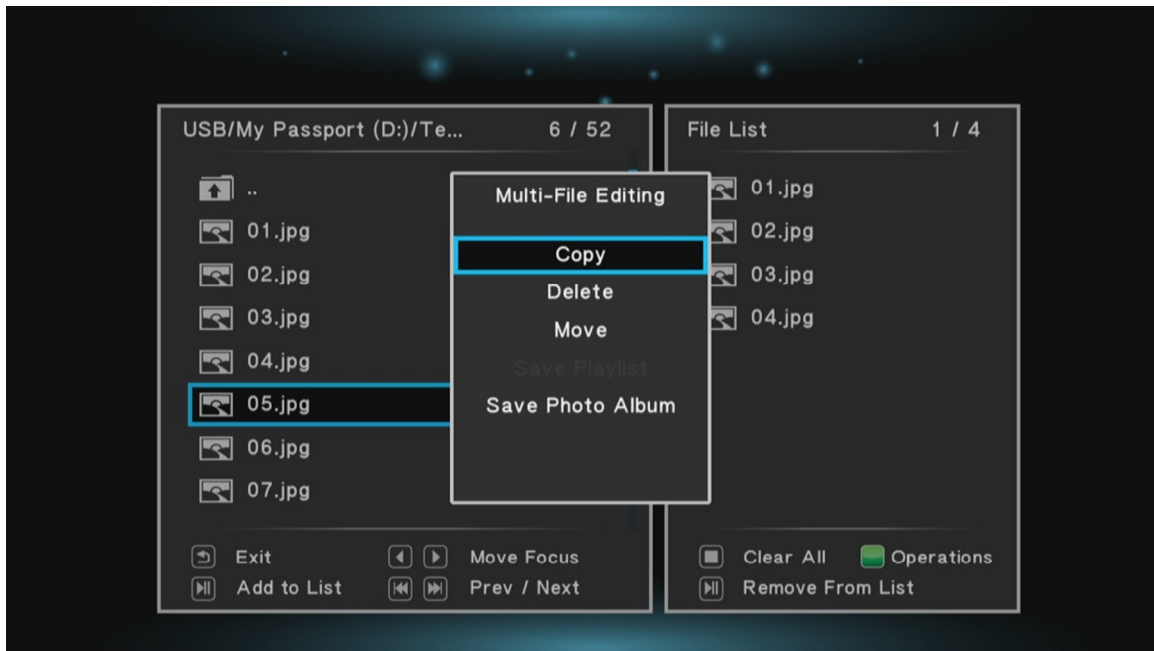 USB/My Passport (D:)/Te... 6 / 52
..
01.jpg
02.jpg
03.jpg
04.jpg
05.jpg
06.jpg
07.jpg
Exit Move Focus
Add to List Prev / Next
Multi-File Editing
Copy
Delete
Move
Save Playlist
Save Photo Album
File List 1 / 4
01.jpg
02.jpg
03.jpg
04.jpg
Clear All Operations
Remove From List